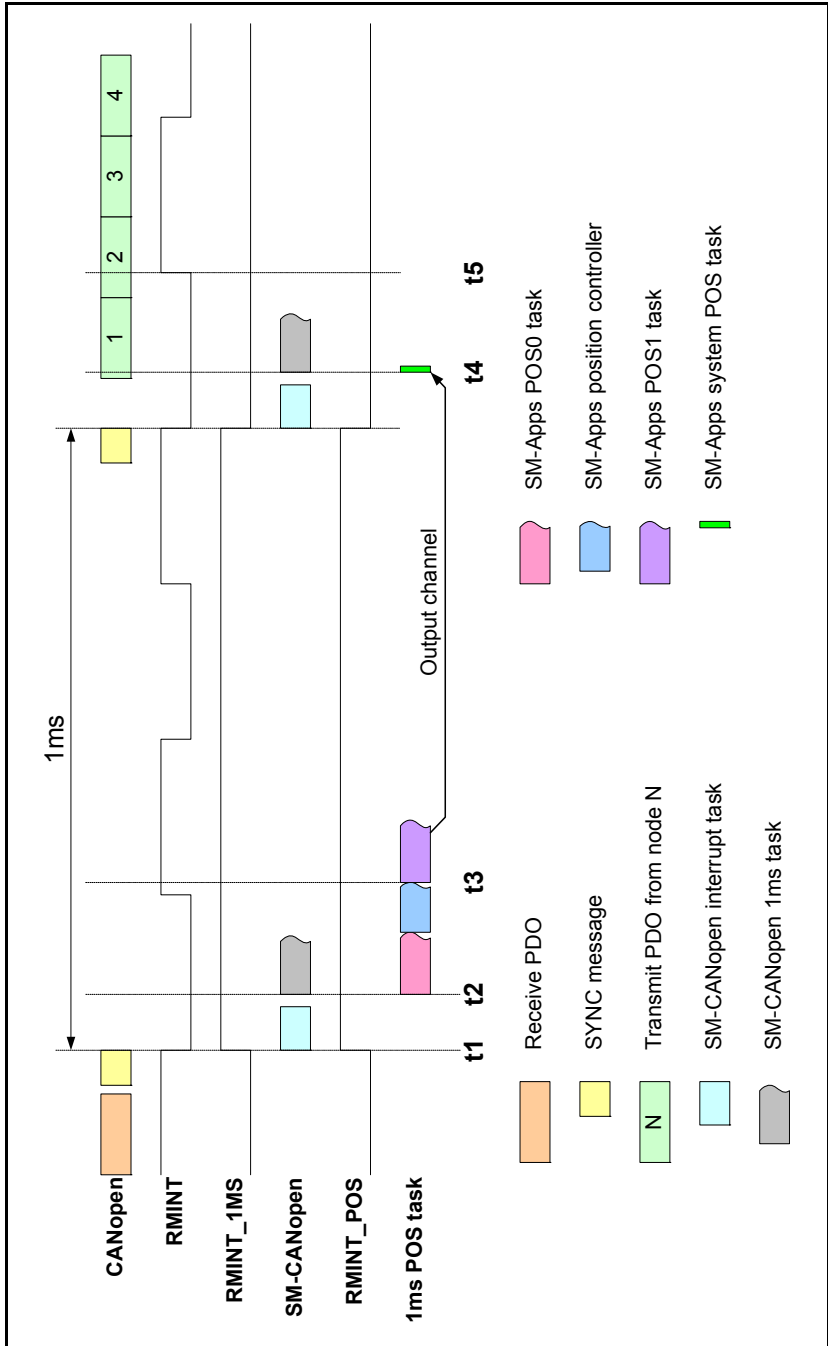 1ms
CANopen
1 2 3 4
RMINT
RMINT_1MS
SM-CANopen
RMINT_POS
1ms POS task
Output channel
t1 t2 t3 t4 t5
Receive PDO
SYNC message
N Transmit PDO from node N
SM-CANopen interrupt task
SM-CANopen 1ms task
SM-Apps POS0 task
SM-Apps position controller
SM-Apps POS1 task
SM-Apps system POS task